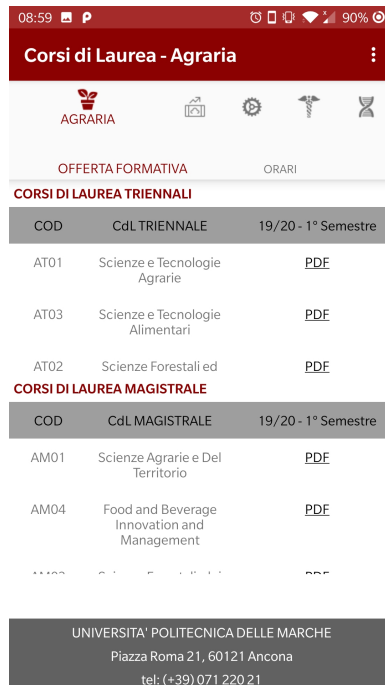 08:59
90%
Corsi di Laurea - Agraria
AGRARIA
OFFERTA FORMATIVA ORARI
CORSI DI LAUREA TRIENNALI
COD CdL TRIENNALE 19/20 - 1° Semestre
AT01 Scienze e Tecnologie Agrarie PDF
AT03 Scienze e Tecnologie Alimentari PDF
AT02 Scienze Forestali ed PDF
CORSI DI LAUREA MAGISTRALE
COD CdL MAGISTRALE 19/20 - 1° Semestre
AM01 Scienze Agrarie e Del Territorio PDF
AM04 Food and Beverage Innovation and Management PDF
UNIVERSITA' POLITECNICA DELLE MARCHE
Piazza Roma 21, 60121 Ancona
tel: (+39) 071 220 21